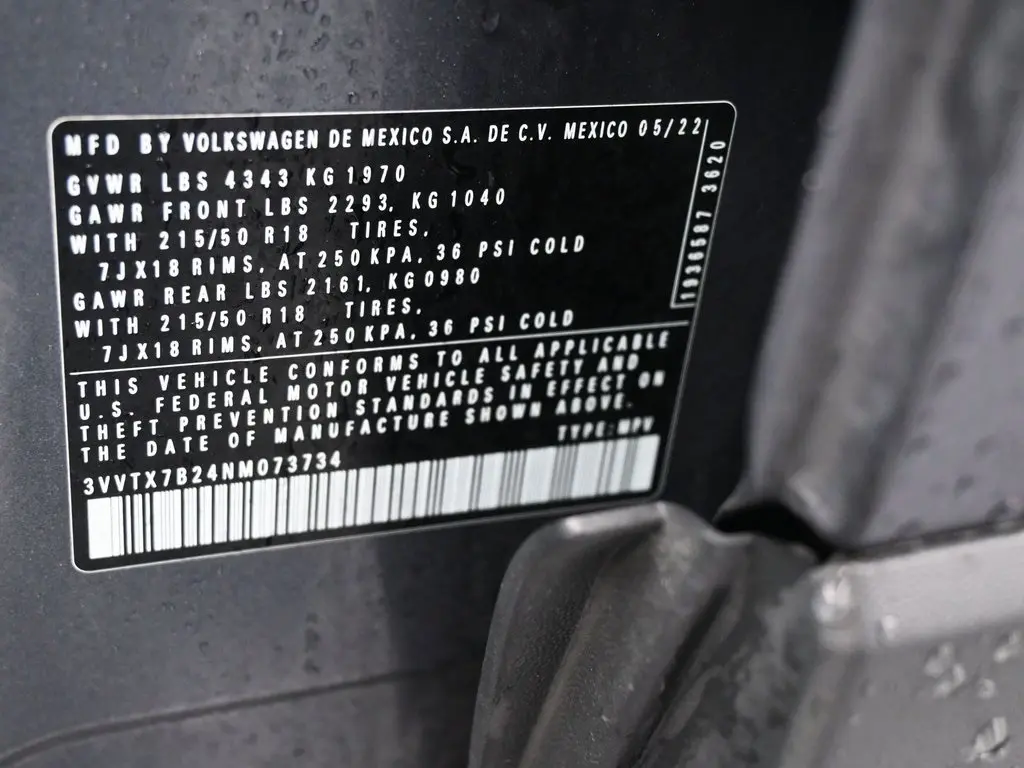 MFD BY VOLKSWAGEN DE MEXICO S.A. DE C.V. MEXICO 05/22
GVWR LBS 4343 KG 1970
GAWR FRONT LBS 2293, KG 1040
WITH 215/50 R18 TIRES,
7JX18 RIMS, AT 250 KPA, 36 PSI COLD
GAWR REAR LBS 2161, KG 0980
WITH 215/50 R18 TIRES,
7JX18 RIMS, AT 250 KPA, 36 PSI COLD
1936587 3620
THIS VEHICLE CONFORMS TO ALL APPLICABLE
U.S. FEDERAL MOTOR VEHICLE SAFETY AND
THEFT PREVENTION STANDARDS IN EFFECT ON
THE DATE OF MANUFACTURE SHOWN ABOVE.
TYPE: MPV
3VVTX7B24NM073734